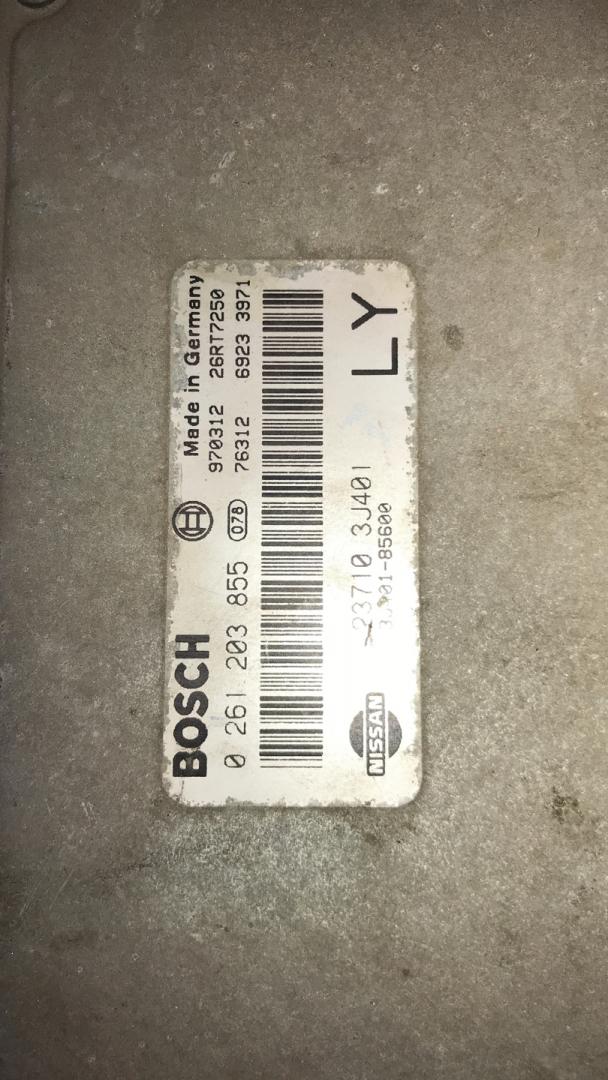 BOSCH
Made in Germany
0 261 203 855
078
970312 26RT7250
76312 6923 3971
NISSAN
23710 3J401
LY